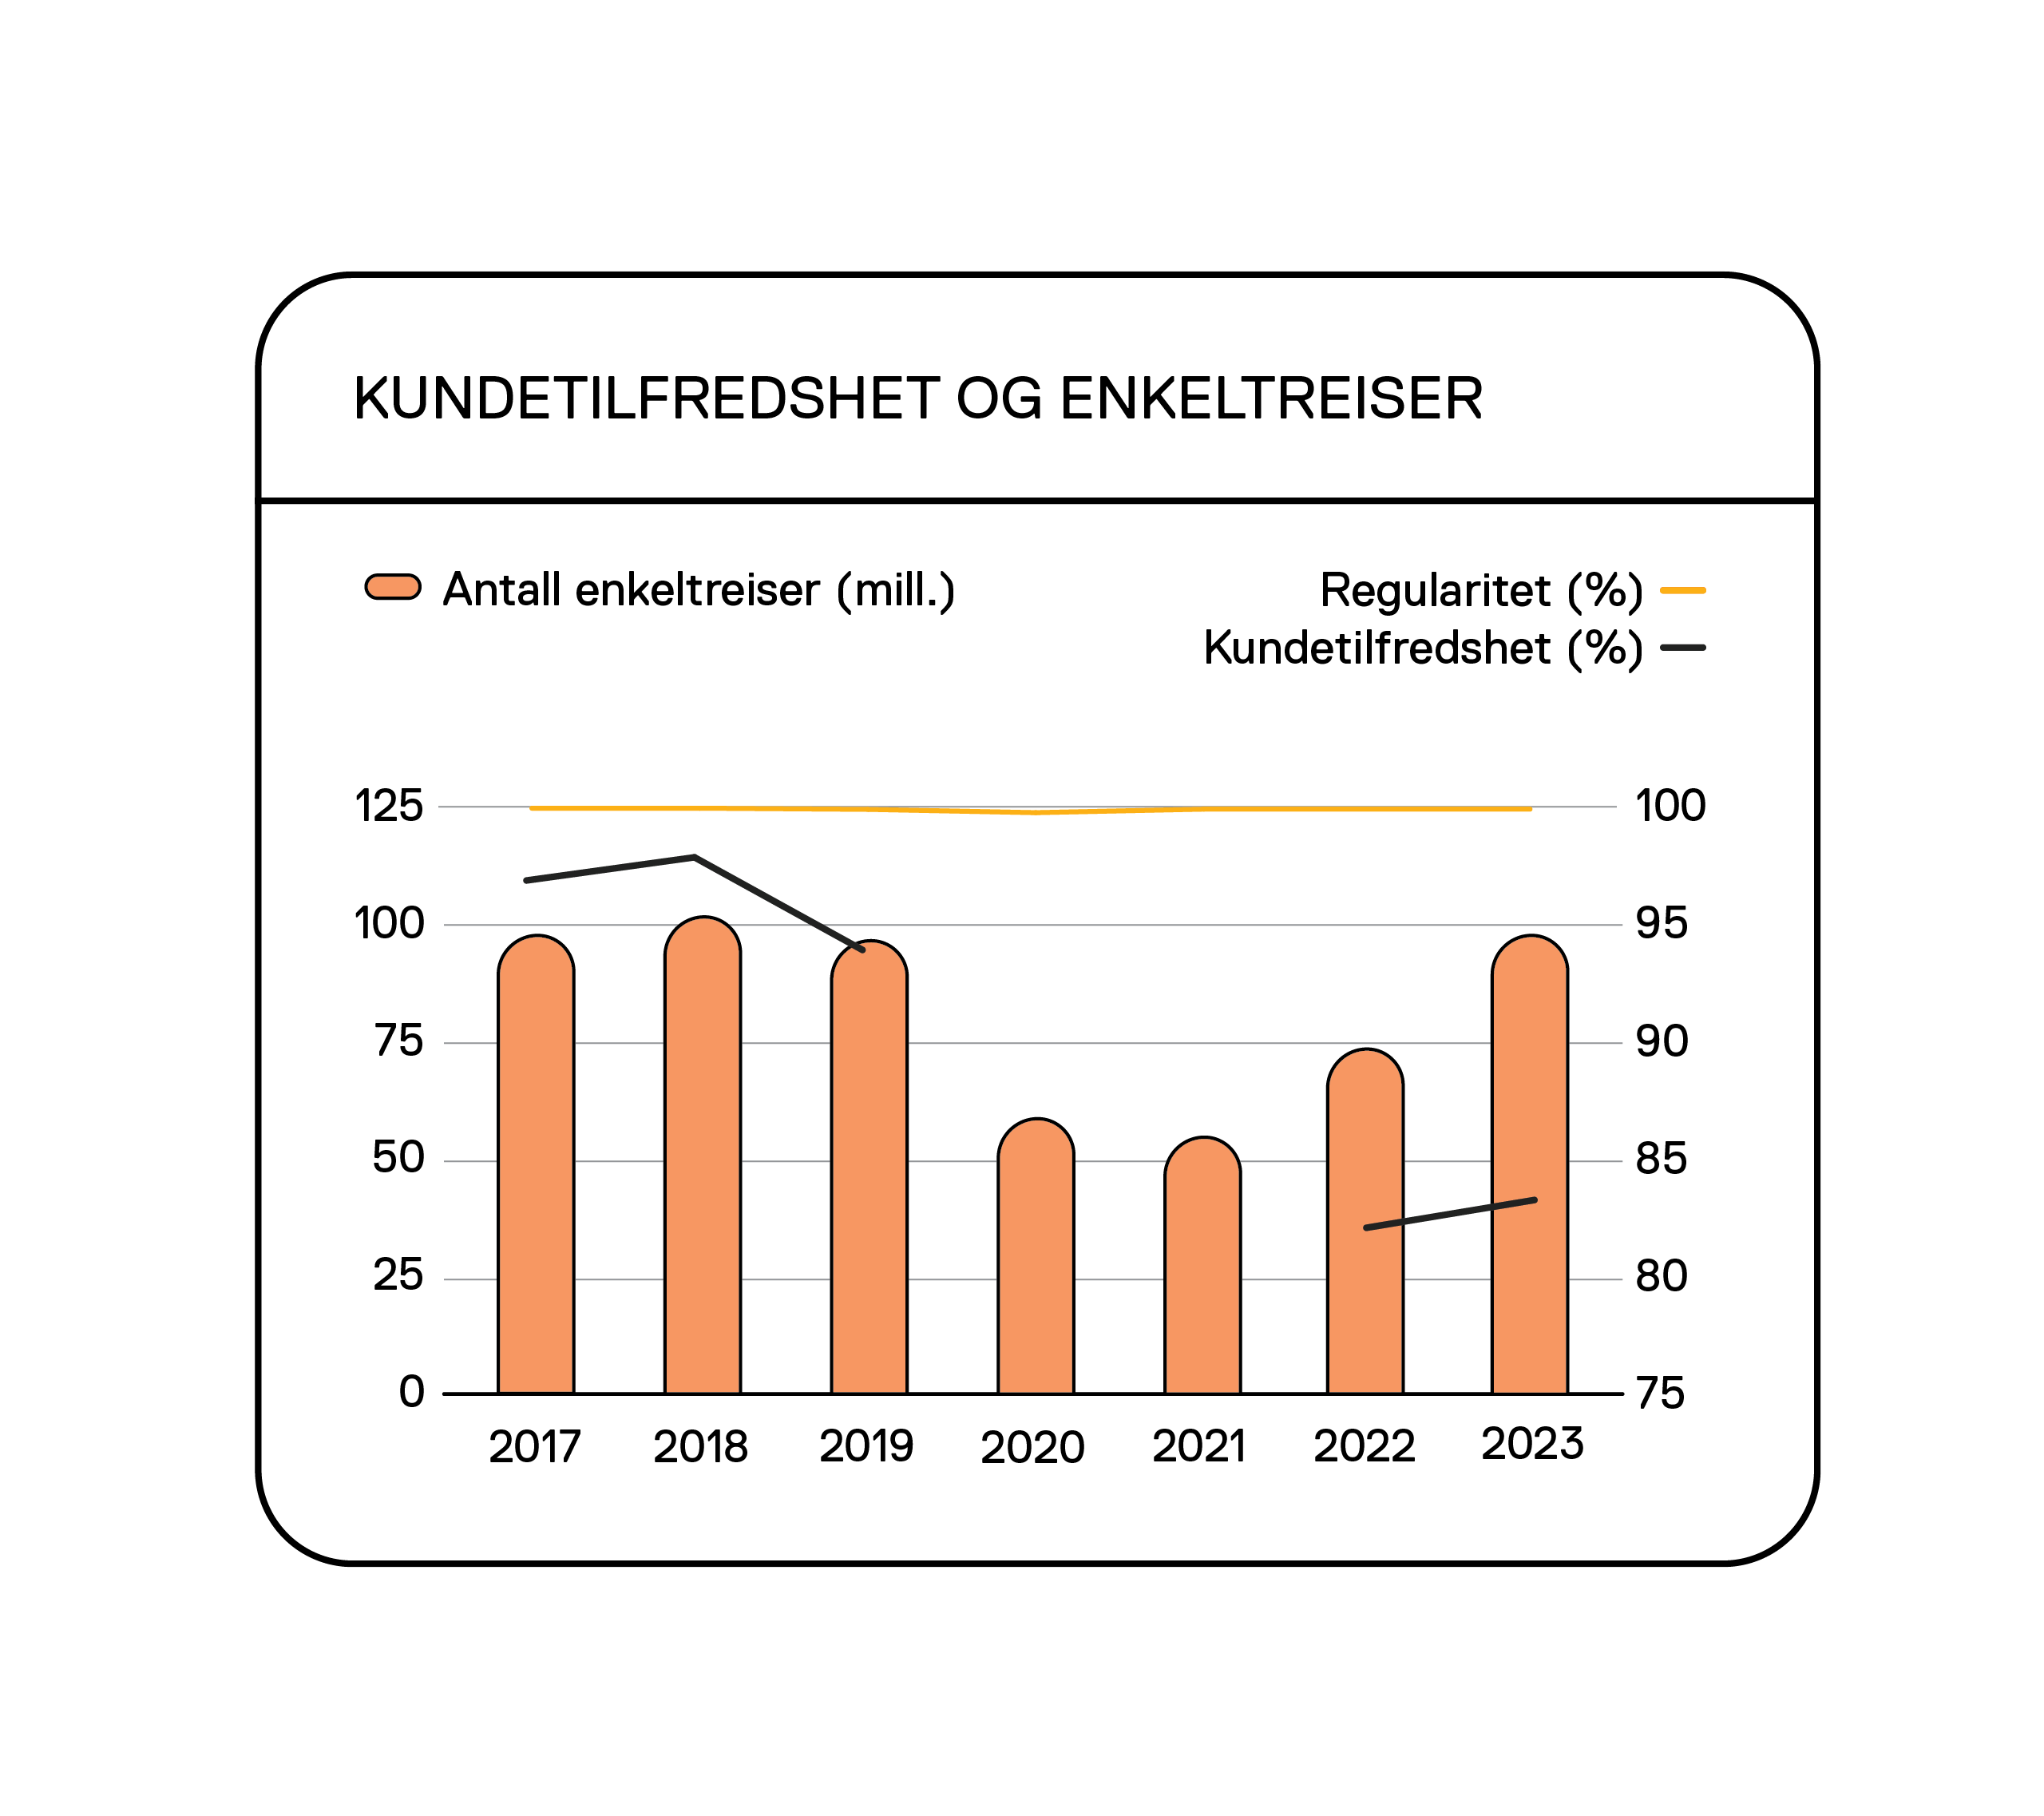 KUNDETILFREDSHET OG ENKELTREISER
Antall enkeltreiser (mill.)
Regularitet (%)
Kundetilfredshet (%)
125 100
100 95
75 90
50 85
25 80
0 75
2017 2018 2019 2020 2021 2022 2023